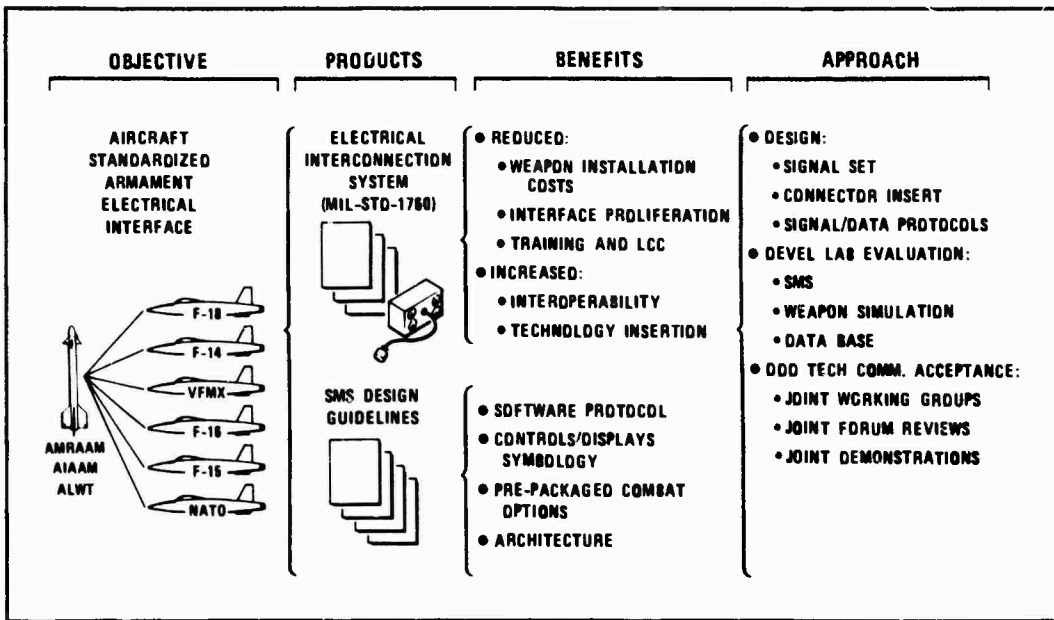 OBJECTIVE
AIRCRAFT
STANDARDIZED
ARMAMENT
ELECTRICAL
INTERFACE
F-18
F-14
VFMX
F-16
F-15
NATO
AMRAAM
AIAAM
ALWT
PRODUCTS
ELECTRICAL
INTERCONNECTION
SYSTEM
(MIL-STD-1760)
SMS DESIGN
GUIDELINES
BENEFITS
● REDUCED:
● WEAPON INSTALLATION
COSTS
● INTERFACE PROLIFERATION
● TRAINING AND LCC
● INCREASED:
● INTEROPERABILITY
● TECHNOLOGY INSERTION
● SOFTWARE PROTOCOL
● CONTROLS/DISPLAYS
SYMBOLOGY
● PRE-PACKAGED COMBAT
OPTIONS
● ARCHITECTURE
APPROACH
● DESIGN:
● SIGNAL SET
● CONNECTOR INSERT
● SIGNAL/DATA PROTOCOLS
● DEVEL LAB EVALUATION:
● SMS
● WEAPON SIMULATION
● DATA BASE
● DOD TECH COMM. ACCEPTANCE:
● JOINT WORKING GROUPS
● JOINT FORUM REVIEWS
● JOINT DEMONSTRATIONS